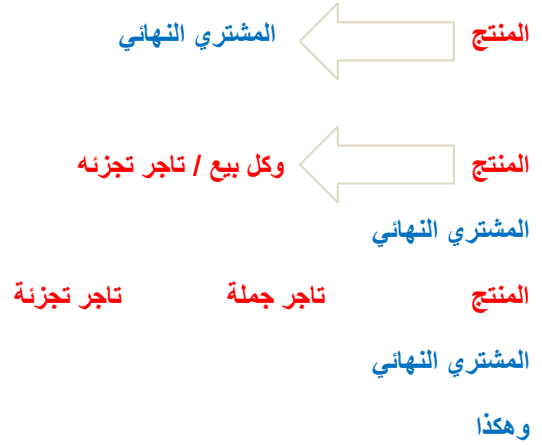 المنتج المشتري النهائي
المنتج وكل بيع / تاجر تجزئه
المشتري النهائي
المنتج تاجر جملة تاجر تجزئة
المشتري النهائي
وهكذا